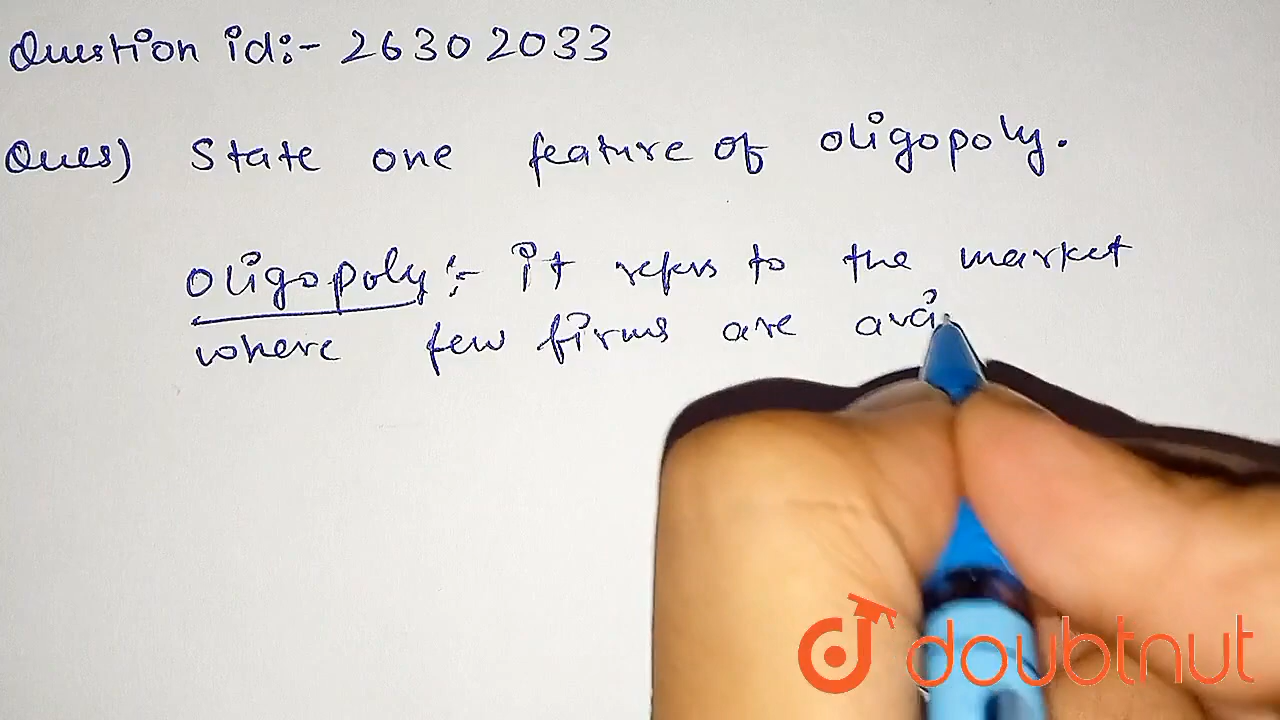 Question id:- 26302033
Ques) State one feature of oligopoly.
oligopoly:- it refers to the market
where few firms are avai
doubtnut